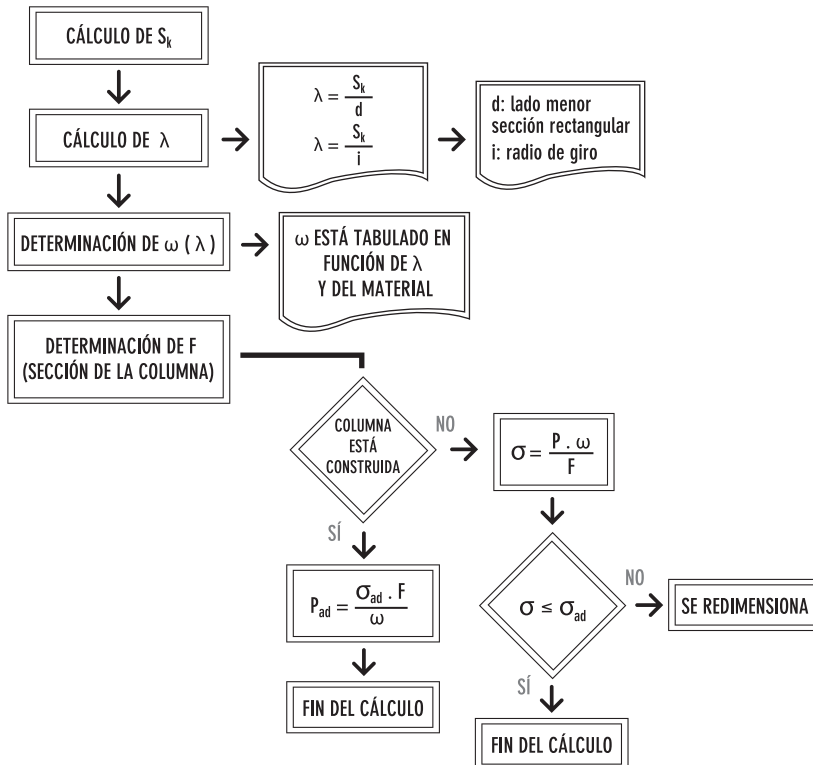 CÁLCULO DE Sk
CÁLCULO DE λ
λ = Sk / d
λ = Sk / i
d: lado menor
sección rectangular
i: radio de giro
DETERMINACIÓN DE ω ( λ )
ω ESTÁ TABULADO EN
FUNCIÓN DE λ
Y DEL MATERIAL
DETERMINACIÓN DE F
(SECCIÓN DE LA COLUMNA)
COLUMNA
ESTÁ
CONSTRUIDA
NO
σ = P . ω / F
SÍ
Pad = σad . F / ω
FIN DEL CÁLCULO
σ ≤ σad
NO
SE REDIMENSIONA
SÍ
FIN DEL CÁLCULO